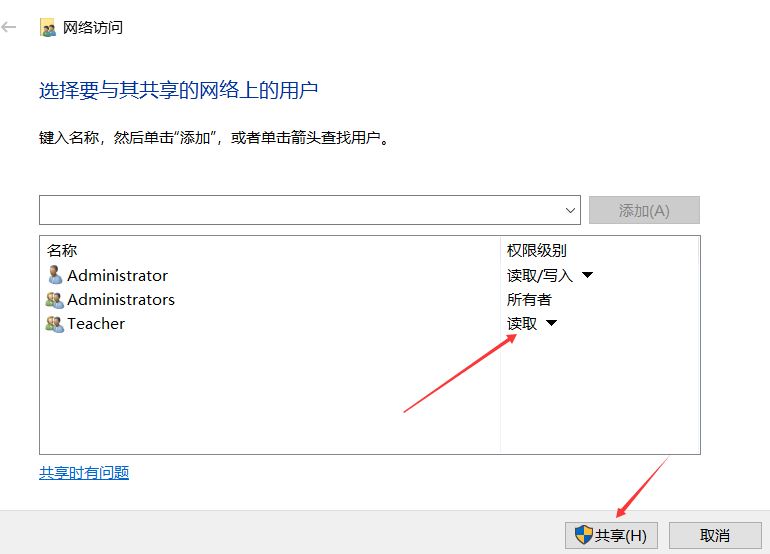 网络访问
选择要与其共享的网络上的用户
键入名称，然后单击“添加”，或者单击箭头查找用户。
添加(A)
名称 权限级别
Administrator 读取/写入
Administrators 所有者
Teacher 读取
共享时有问题
共享(H) 取消